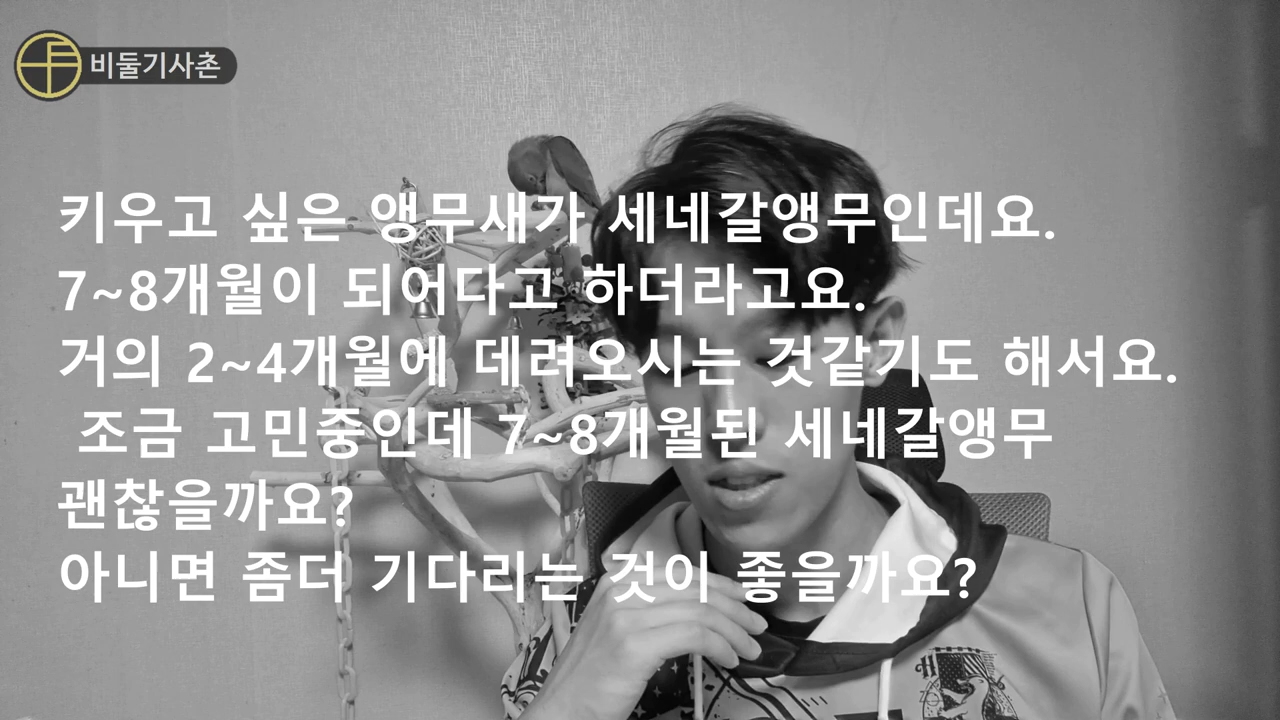 비둘기사촌
키우고 싶은 앵무새가 세네갈앵무인데요.
7~8개월이 되어다고 하더라고요.
거의 2~4개월에 데려오시는 것같기도 해서요.
조금 고민중인데 7~8개월된 세네갈앵무
괜찮을까요?
아니면 좀더 기다리는 것이 좋을까요?